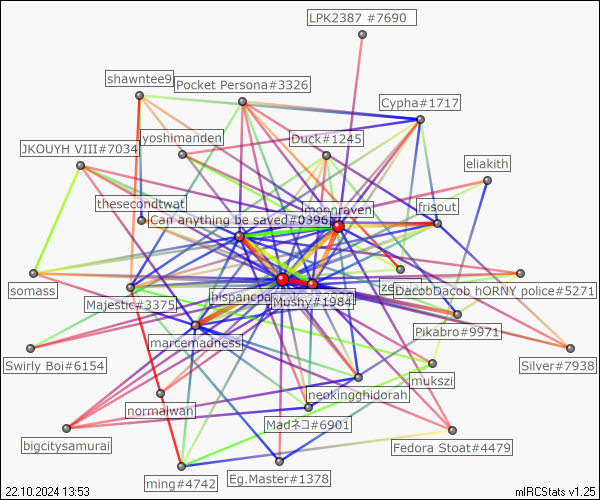 LPK2387 #7690
shawntee9
Pocket Persona#3326
Cypha#1717
yoshimanden
Duck#1245
JKOUYH VIII#7034
eliakith
thesecondtwat
moonraven
frisout
Can anything be saved#0396
somass
Majestic#3375
hispancpa
Mushy#1984
DacobDacob hORNY police#5271
Pikabro#9971
marcemadness
Swirly Boi#6154
Silver#7938
mukszi
neokingghidorah
normalwan
Madネコ#6901
bigcitysamurai
Fedora Stoat#4479
ming#4742
Eg.Master#1378
22.10.2024 13:53
mIRCStats v1.25